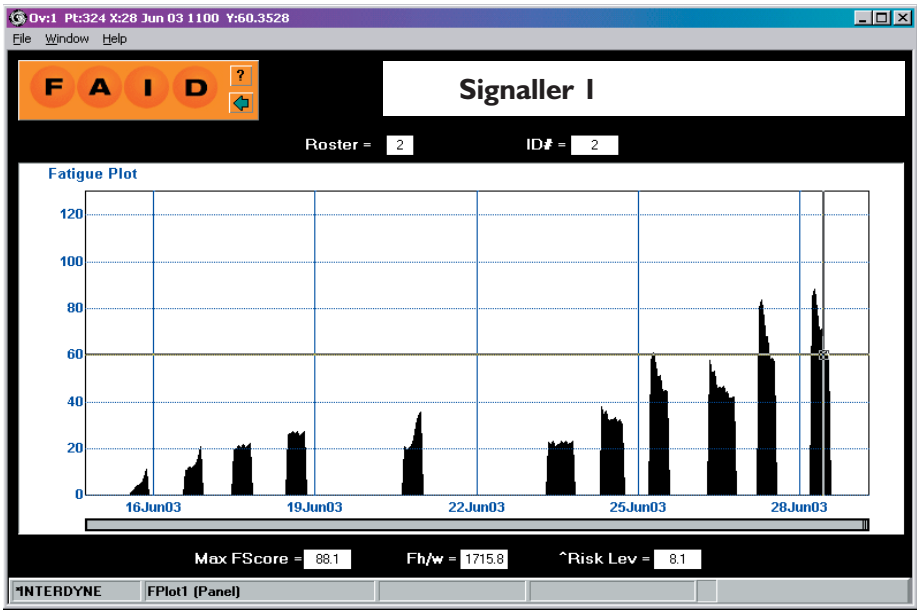 Ov:1 Pt:324 X:28 Jun 03 1100 Y:60.3528
File Window Help
F A I D ?
Signaller 1
Roster = 2 ID# = 2
Fatigue Plot
120
100
80
60
40
20
0
16Jun03 19Jun03 22Jun03 25Jun03 28Jun03
Max FScore = 88.1 Fh/w = 1715.8 ^Risk Lev = 8.1
*INTERDYNE FPlot1 (Panel)